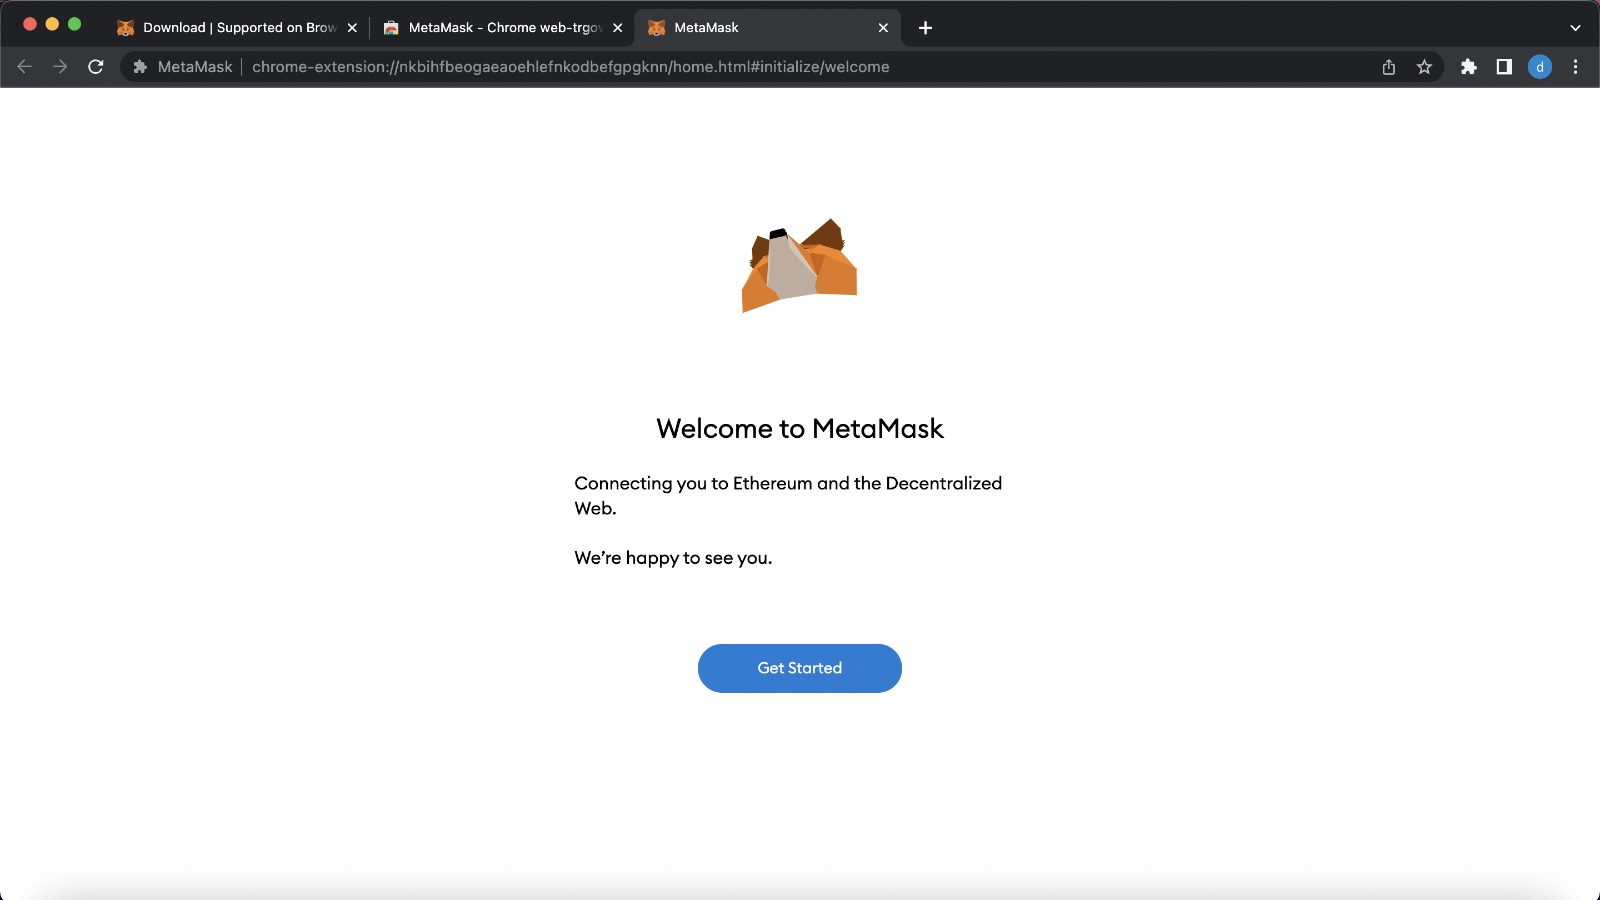 Download | Supported on Brow
MetaMask - Chrome web-trgov
MetaMask
MetaMask
chrome-extension://nkbihfbeogaeaoehlefnkodbefgpgknn/home.html#initialize/welcome
d
Welcome to MetaMask
Connecting you to Ethereum and the Decentralized
Web.
We're happy to see you.
Get Started